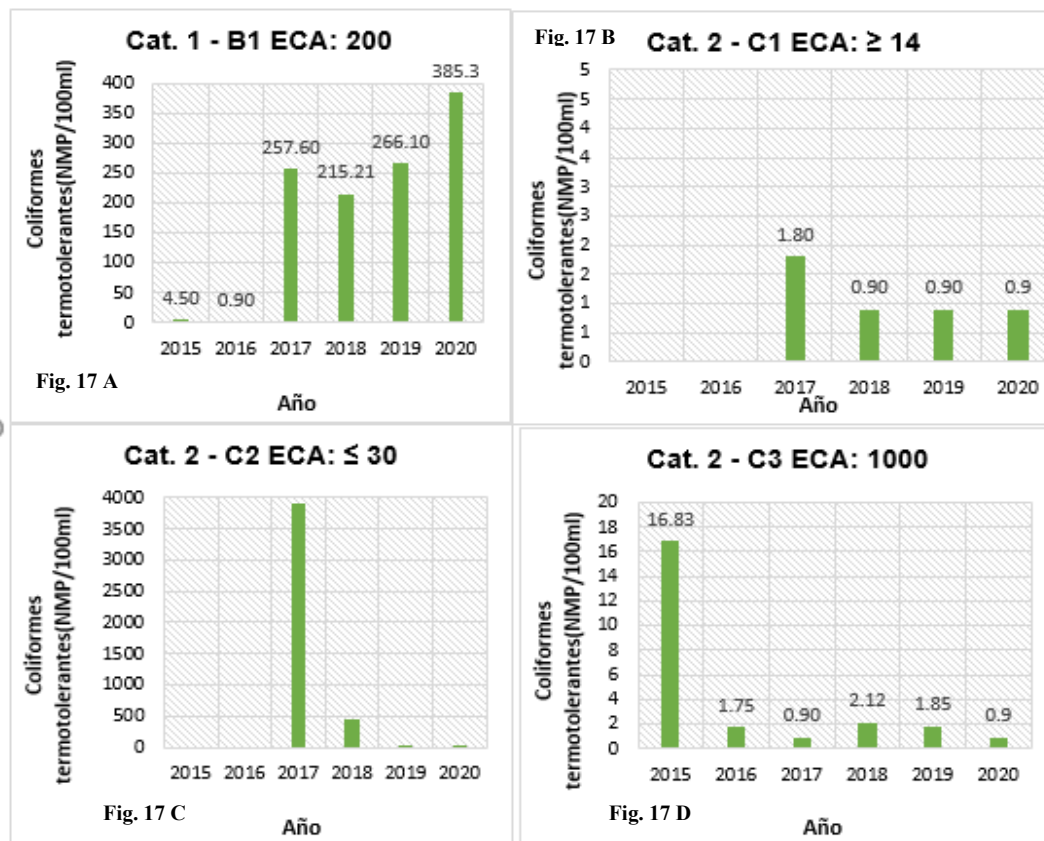 Cat. 1 - B1 ECA: 200
Coliformes
termotolerantes(NMP/100ml)
400
350
300
250
200
150
100
50
0
4.50
0.90
257.60
215.21
266.10
385.3
2015 2016 2017 2018 2019 2020
Fig. 17 A
Año
Fig. 17 B
Cat. 2 - C1 ECA: ≥ 14
Coliformes
termotolerantes(NMP/100ml)
5
5
4
4
3
3
2
2
1
1
0
1.80
0.90
0.90
0.9
2015 2016 2017 2018 2019 2020
Año
Cat. 2 - C2 ECA: ≤ 30
Coliformes
termotolerantes(NMP/100ml)
4000
3500
3000
2500
2000
1500
1000
500
0
2015 2016 2017 2018 2019 2020
Fig. 17 C
Año
Cat. 2 - C3 ECA: 1000
Coliformes
termotolerantes(NMP/100ml)
20
18
16
14
12
10
8
6
4
2
0
16.83
1.75
0.90
2.12
1.85
0.9
2015 2016 2017 2018 2019 2020
Fig. 17 D
Año